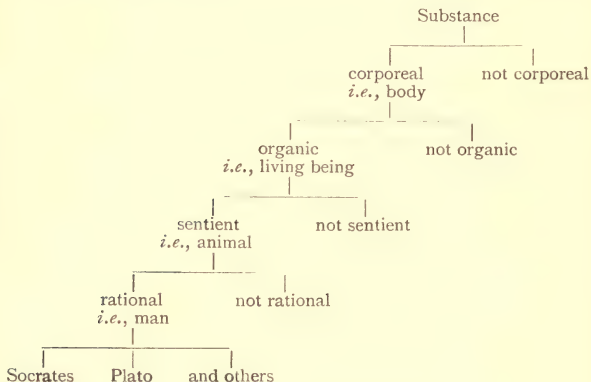 Substance
corporeal not corporeal
i.e., body
organic not organic
i.e., living being
sentient not sentient
i.e., animal
rational not rational
i.e., man
Socrates Plato and others